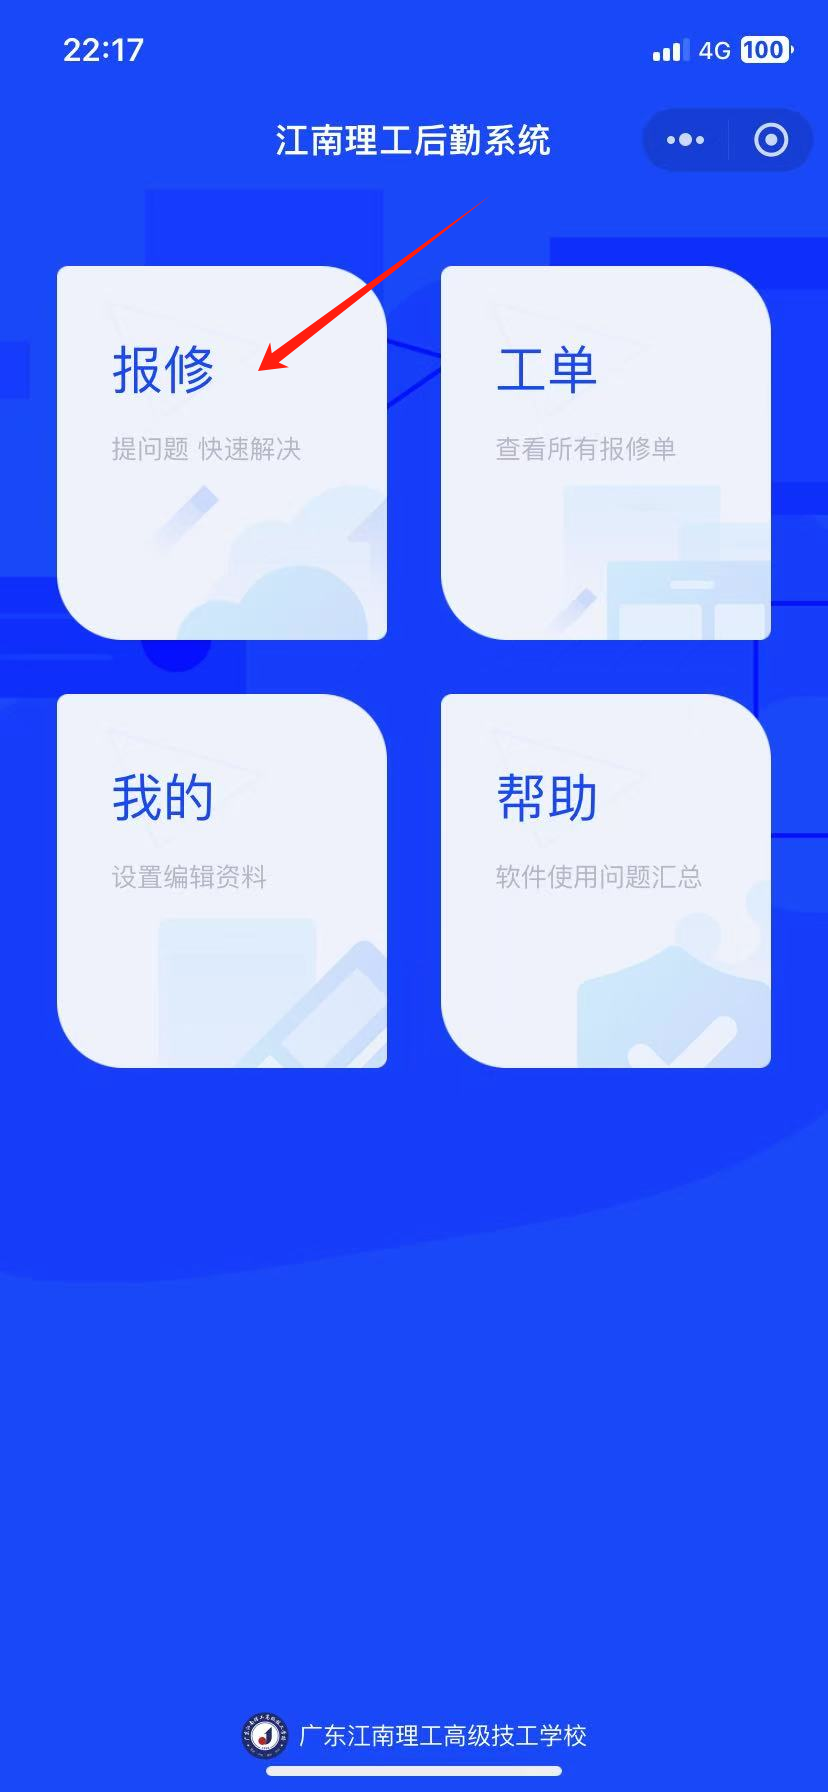 22:17
4G 100
江南理工后勤系统
报修
提问题 快速解决
工单
查看所有报修单
我的
设置编辑资料
帮助
软件使用问题汇总
广东江南理工高级技工学校